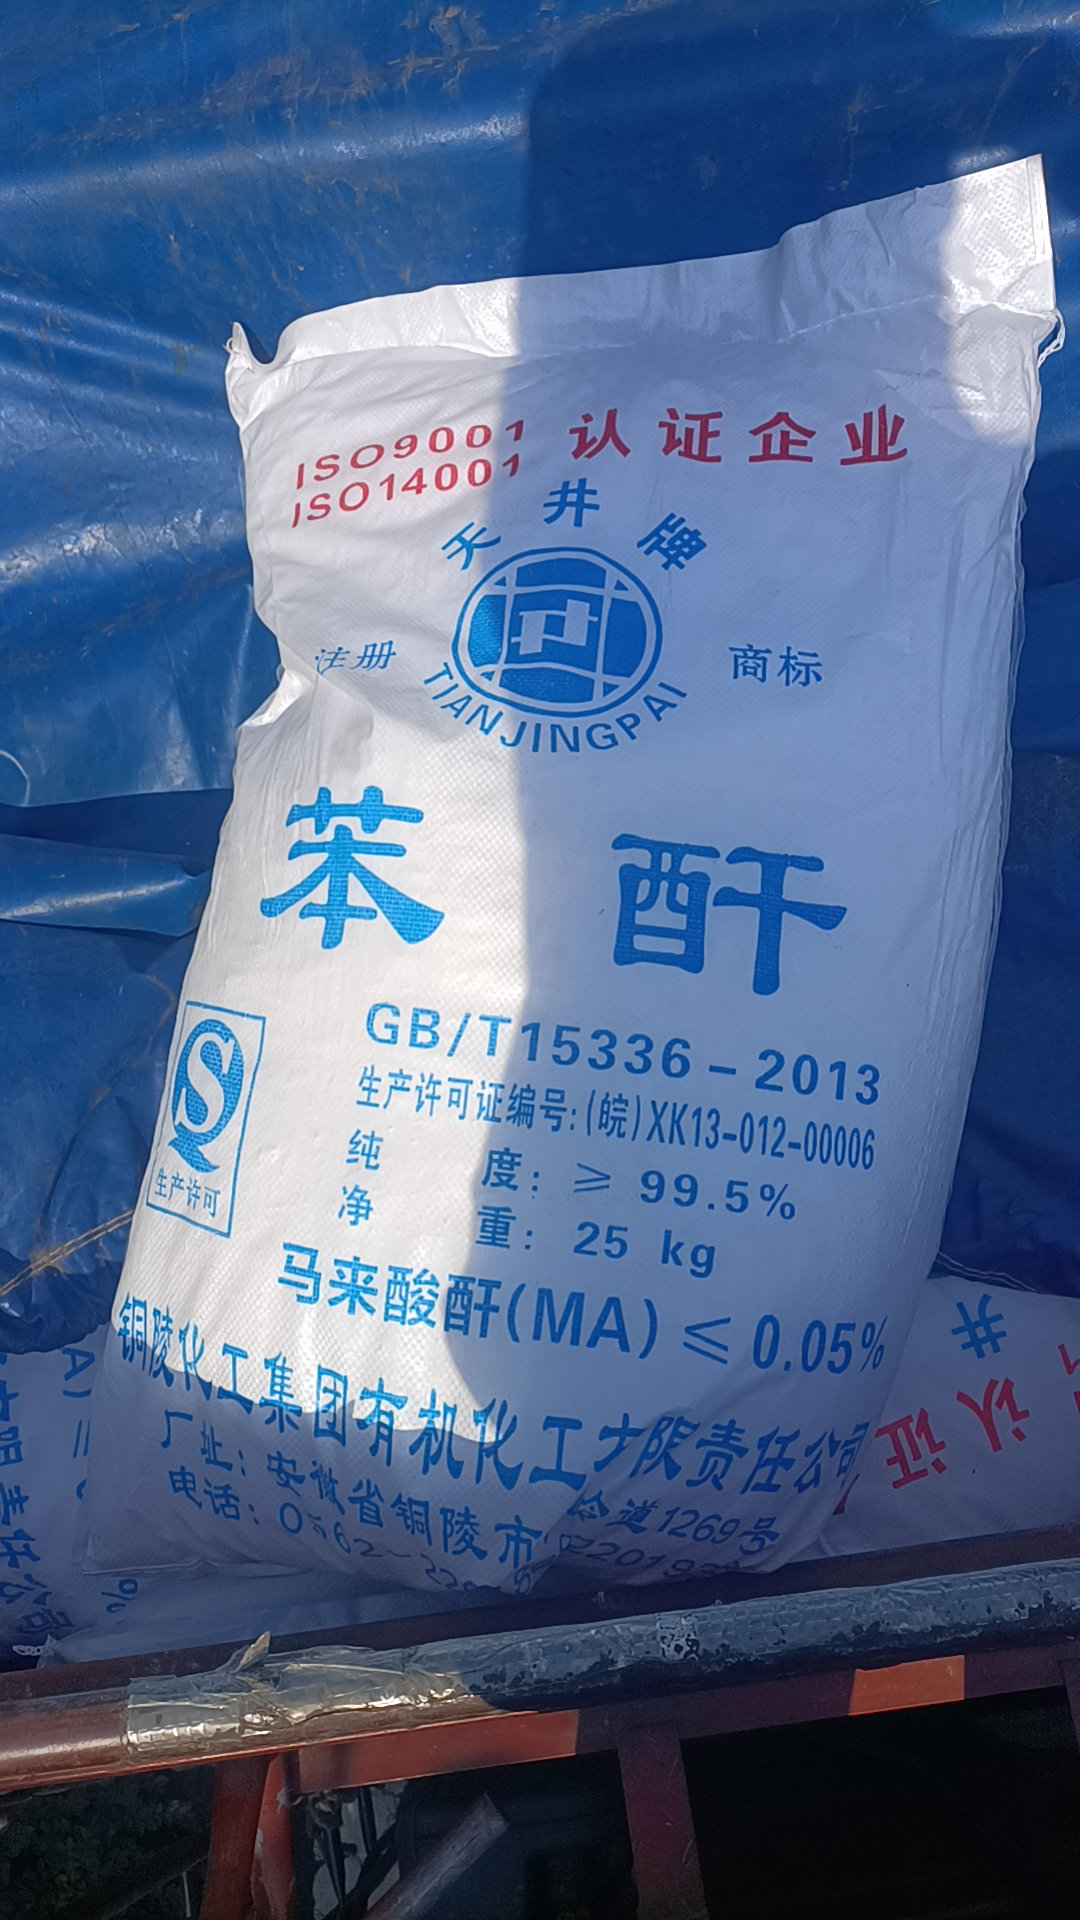 ISO9001
ISO14001
认证企业
天井牌
注册
商标
TIANJINGPAI
苯酐
GB/T15336-2013
生产许可证编号:(皖)XK13-012-00006
纯度: ≥ 99.5%
净重: 25 kg
生产许可
马来酸酐(MA)≤0.05%
铜陵化工集团有机化工有限责任公司
厂址: 安徽省铜陵市 道1269号
电话: 0562-
井
认证